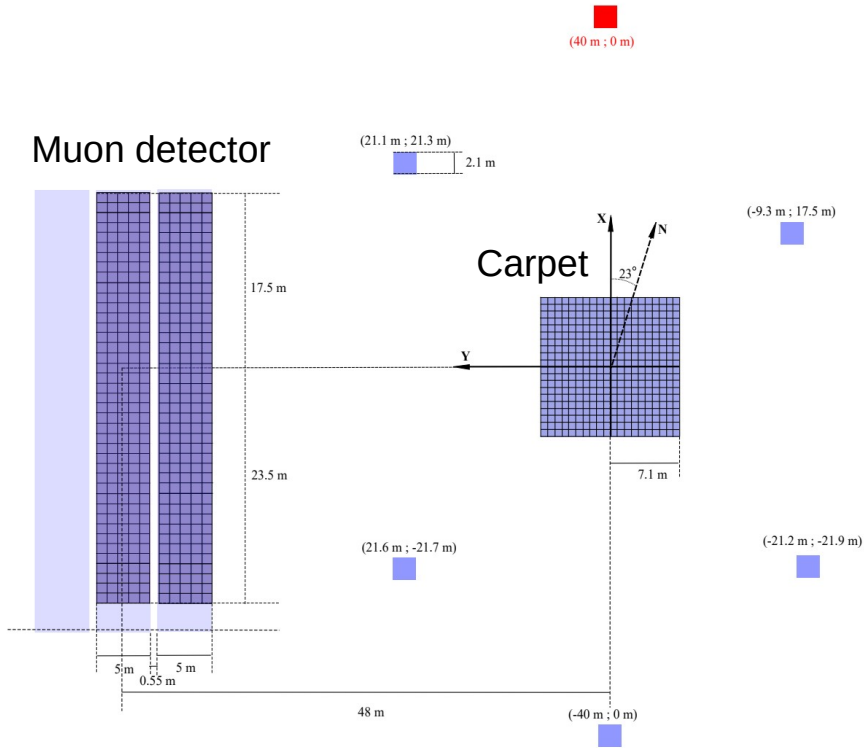 (40 m ; 0 m)
Muon detector
(21.1 m ; 21.3 m)
2.1 m
(-9.3 m ; 17.5 m)
X
N
Carpet
23°
17.5 m
Y
23.5 m
7.1 m
(21.6 m ; -21.7 m)
(-21.2 m ; -21.9 m)
5 m
5 m
0.55 m
48 m
(-40 m ; 0 m)